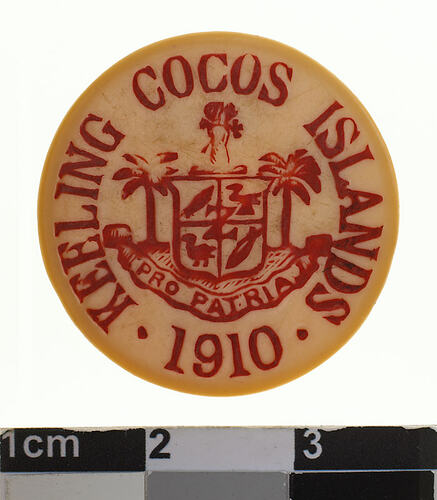 KEELING COCOS ISLANDS
PRO PATRIA
· 1910 ·
1cm 2 3